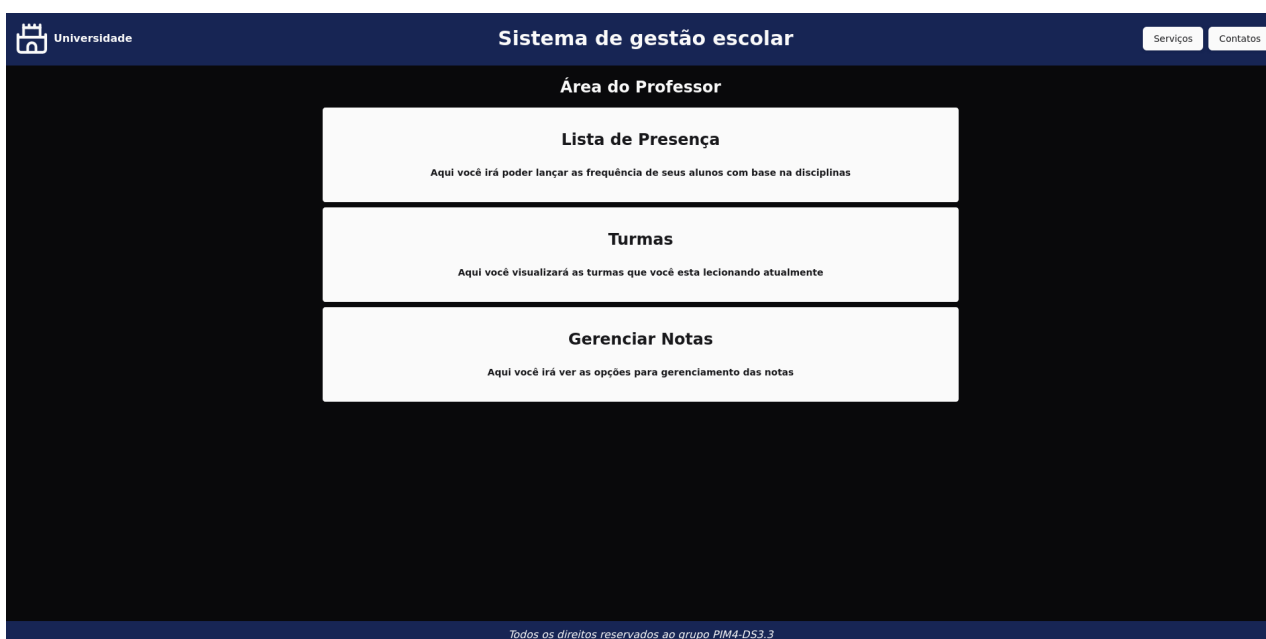 Universidade
Sistema de gestão escolar
Serviços
Contatos
Área do Professor
Lista de Presença
Aqui você irá poder lançar as frequência de seus alunos com base na disciplinas
Turmas
Aqui você visualizará as turmas que você esta lecionando atualmente
Gerenciar Notas
Aqui você irá ver as opções para gerenciamento das notas
Todos os direitos reservados ao grupo PIM4-DS3.3